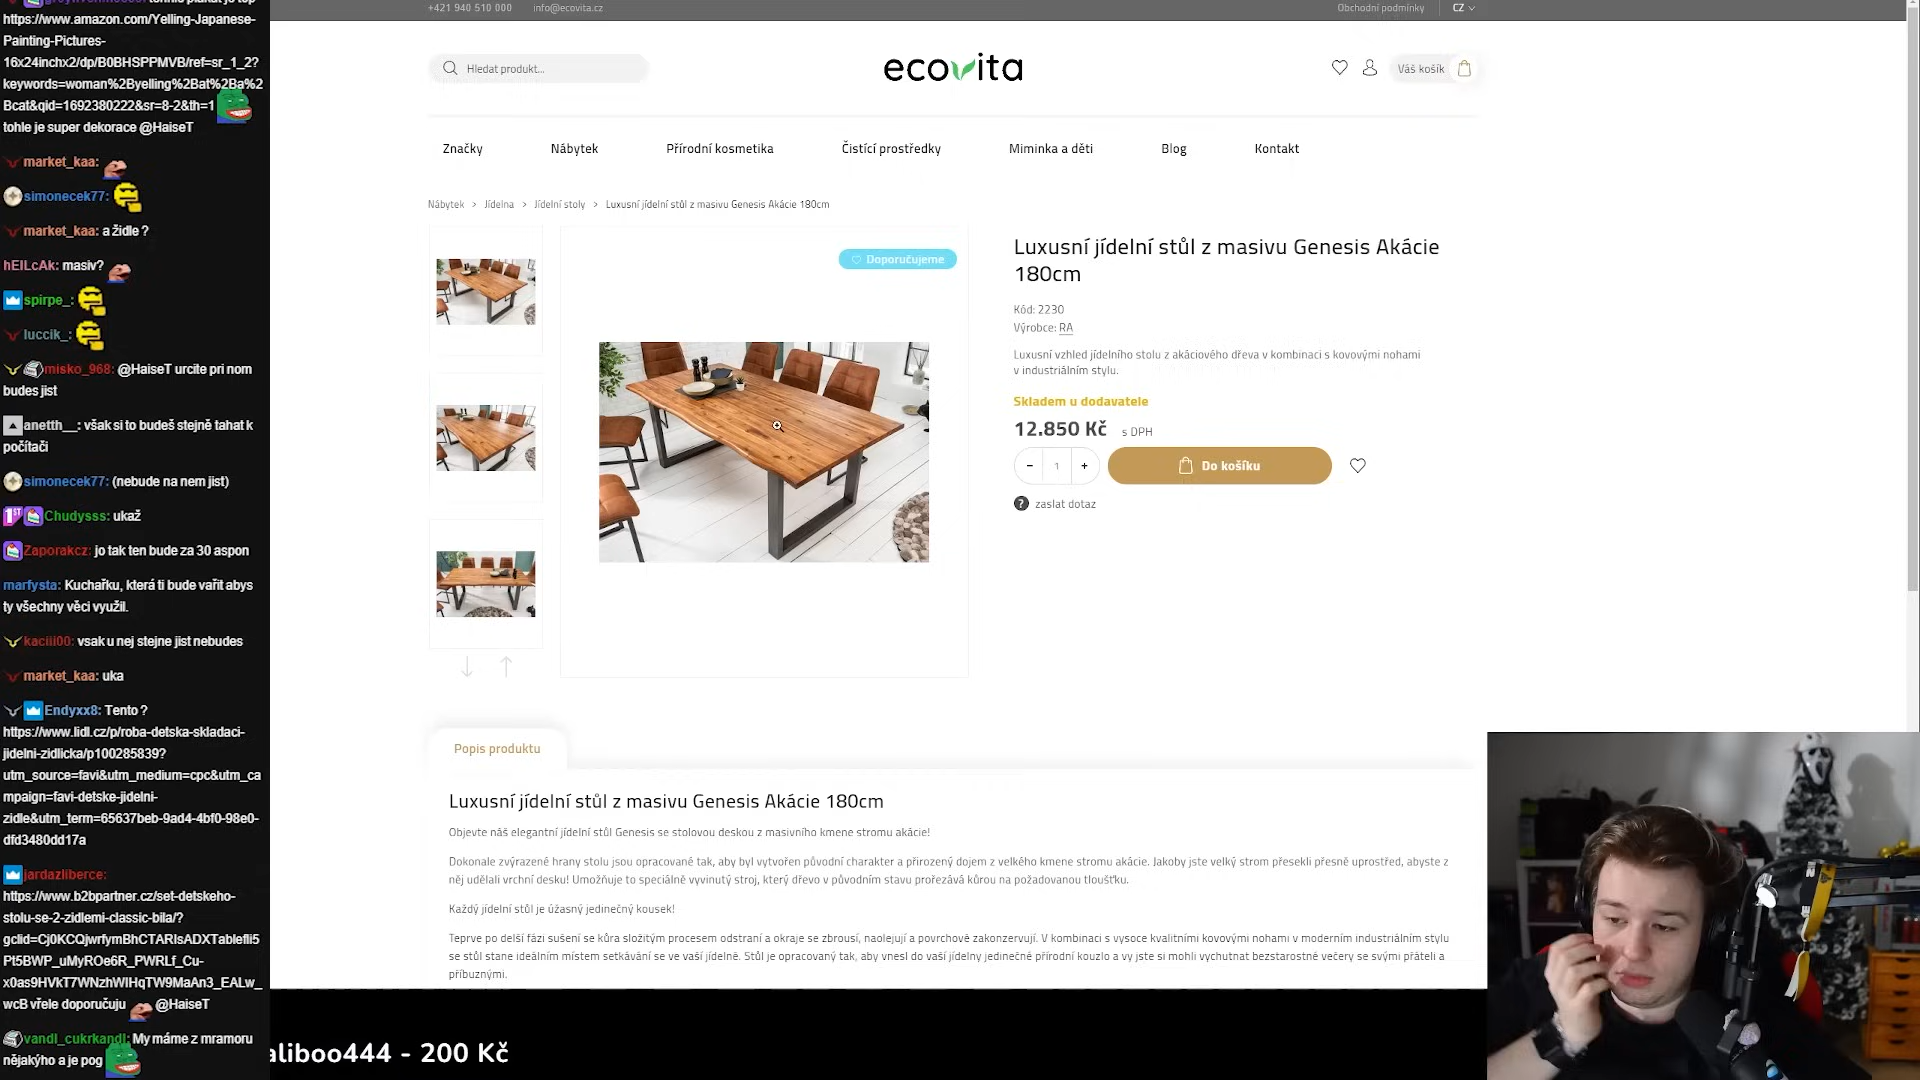 https://www.amazon.com/Yelling-Japanese-
Painting-Pictures-
16x24inchx2/dp/B0BHSPPMVB/ref=sr_1_2?
keywords=woman%2Byelling%2Bat%2Ba%2
Bcat&qid=1692380222&sr=8-2&th=1
tohle je super dekorace @HaiseT
market_kaa:
simonecek77:
market_kaa: a židle ?
hEILcAk: masiv?
spirpe_:
luccik_:
misko_968: @HaiseT urcite pri nom
budes jist
anetth__: však si to budeš stejně tahat k
počítači
simonecek77: (nebude na nem jist)
Chudysss: ukaž
Zaporakcz: jo tak ten bude za 30 aspon
marfysta: Kuchařku, která ti bude vařit abys
ty všechny věci využil.
kaciii00: vsak u nej stejne jist nebudes
market_kaa: uka
Endyxx8: Tento ?
https://www.lidl.cz/p/roba-detska-skladaci-
jidelni-zidlicka/p100285839?
utm_source=favi&utm_medium=cpc&utm_ca
mpaign=favi-detske-jidelni-
zidle&utm_term=65637beb-9ad4-4bf0-98e0-
dfd3480dd17a
jardazliberce:
https://www.b2bpartner.cz/set-detskeho-
stolu-se-2-zidlemi-classic-bila/?
gclid=Cj0KCQjwrfymBhCTARIsADXTablefli5
Pt5BWP_uMyROe6R_PWRLf_Cu-
x0as9HVkT7WNzhWIHqTW9MaAn3_EALw_
wcB vřele doporučuju @HaiseT
vandl_cukrkandl: My máme z mramoru
nějakýho a je pog
+421 940 510 000 info@ecovita.cz
Obchodní podmínky CZ
Hledat produkt...
ecovita
Váš košík
Značky Nábytek Přírodní kosmetika Čistící prostředky Miminka a děti Blog Kontakt
Nábytek > Jídelna > Jídelní stoly > Luxusní jídelní stůl z masivu Genesis Akácie 180cm
Doporučujeme
Luxusní jídelní stůl z masivu Genesis Akácie
180cm
Kód: 2230
Výrobce: RA
Luxusní vzhled jídelního stolu z akáciového dřeva v kombinaci s kovovými nohami
v industriálním stylu.
Skladem u dodavatele
12.850 Kč s DPH
- 1 + Do košíku
? zaslat dotaz
Popis produktu
Luxusní jídelní stůl z masivu Genesis Akácie 180cm
Objevte náš elegantní jídelní stůl Genesis se stolovou deskou z masivního kmene stromu akácie!
Dokonale zvýrazené hrany stolu jsou opracované tak, aby byl vytvořen původní charakter a přirozený dojem z velkého kmene stromu akácie. Jakoby jste velký strom přesekli přesně uprostřed, abyste z
něj udělali vrchní desku! Umožňuje to speciálně vyvinutý stroj, který dřevo v původním stavu prořezává kůrou na požadovanou tloušťku.
Každý jídelní stůl je úžasný jedinečný kousek!
Teprve po delší fázi sušení se kůra složitým procesem odstraní a okraje se zbrousí, naolejují a povrchově zakonzervují. V kombinaci s vysoce kvalitními kovovými nohami v moderním industriálním stylu
se stůl stane ideálním místem setkávání se ve vaší jídelně. Stůl je opracovaný tak, aby vnesl do vaší jídelny jedinečné přírodní kouzlo a vy jste si mohli vychutnat bezstarostné večery se svými přáteli a
příbuznými.
aliboo444 - 200 Kč